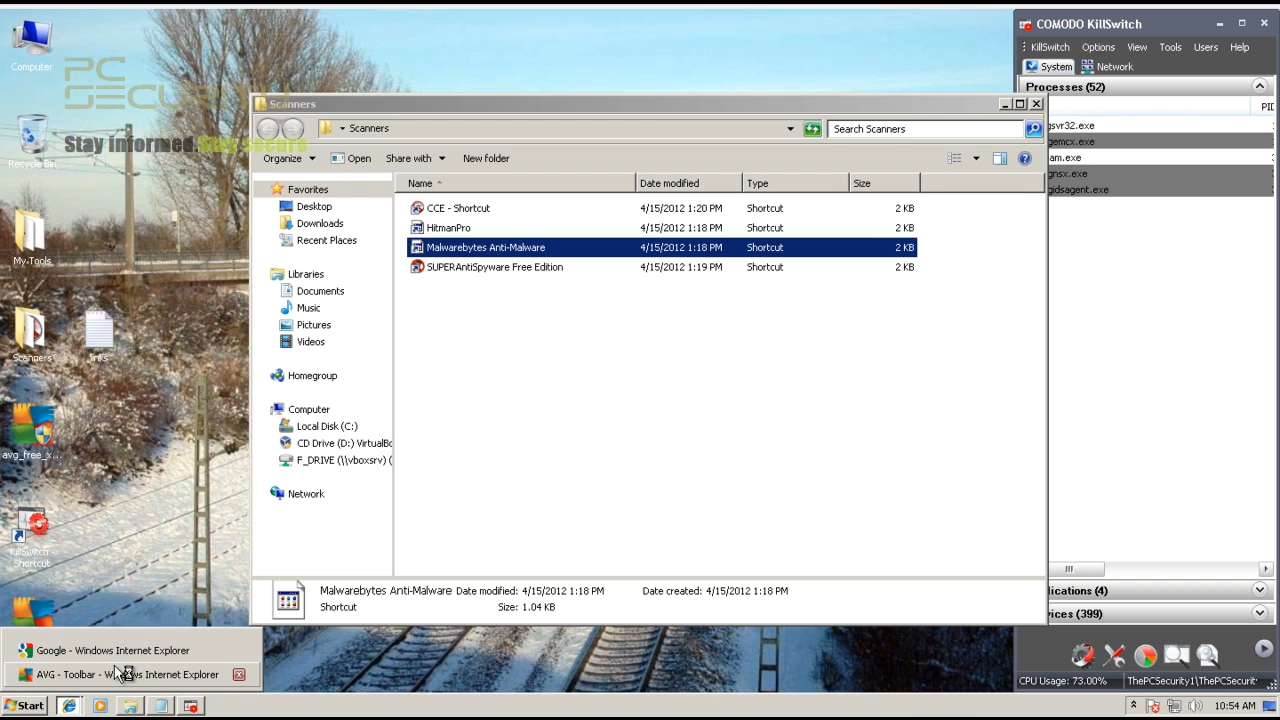 Computer
Recycle Bin
My Tools
Scanners
links
avg_free_x...
KillSwitch -
Shortcut
PC
SECURITY
Stay Informed Stay secure
Scanners
Scanners
Search Scanners
Organize
Open
Share with
New folder
Name
Date modified
Type
Size
Favorites
Desktop
Downloads
Recent Places
Libraries
Documents
Music
Pictures
Videos
Homegroup
Computer
Local Disk (C:)
CD Drive (D:) VirtualBo
F_DRIVE (\\vboxsrv) (
Network
CCE - Shortcut 4/15/2012 1:20 PM Shortcut 2 KB
HitmanPro 4/15/2012 1:18 PM Shortcut 2 KB
Malwarebytes Anti-Malware 4/15/2012 1:18 PM Shortcut 2 KB
SUPERAntiSpyware Free Edition 4/15/2012 1:19 PM Shortcut 2 KB
Malwarebytes Anti-Malware Date modified: 4/15/2012 1:18 PM Date created: 4/15/2012 1:18 PM
Shortcut Size: 1.04 KB
COMODO KillSwitch
KillSwitch Options View Tools Users Help
System Network
Processes (52)
PID
gsvr32.exe
gemcx.exe
am.exe
gnsx.exe
gidsagent.exe
lications (4)
vices (399)
CPU Usage: 73.00% ThePCSecurity1\ThePCSecurit
Google - Windows Internet Explorer
AVG - Toolbar - Windows Internet Explorer
Start
10:54 AM